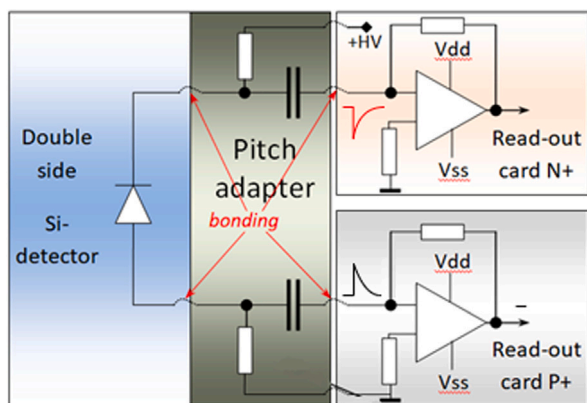 Double
side
Si-
detector
Pitch
adapter
bonding
+HV
Vdd
Vss
Read-out
card N+
Vdd
–
Vss
Read-out
card P+